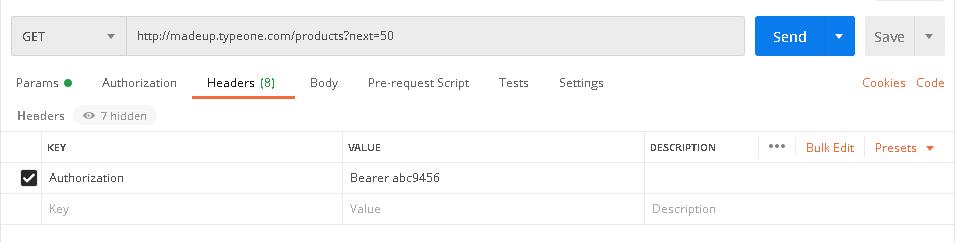 GET http://madeup.typeone.com/products?next=50 Send Save
Params Authorization Headers (8) Body Pre-request Script Tests Settings Cookies Code
Headers 7 hidden
KEY VALUE DESCRIPTION ••• Bulk Edit Presets
Authorization Bearer abc9456
Key Value Description